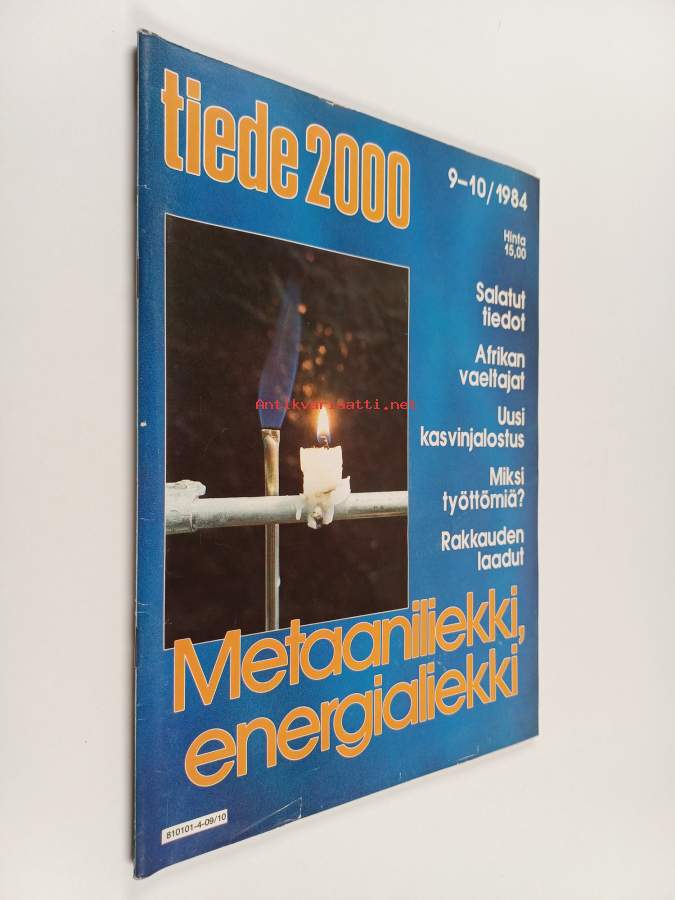 tiede 2000
9-10/1984
Hinta
15,00
Salatut
tiedot
Afrikan
vaeltajat
Uusi
kasvinjalostus
Miksi
työttömiä?
Rakkauden
laadut
Antikvariaatti.net
Metaaniliekki,
energialiekki
810101-4-09/10